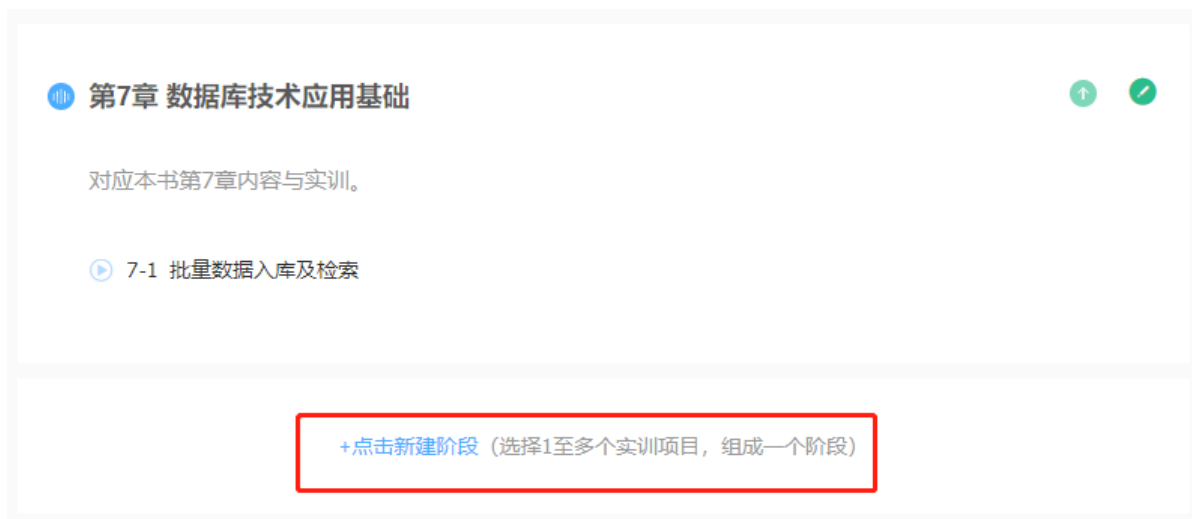 第7章 数据库技术应用基础
对应本书第7章内容与实训。
7-1 批量数据入库及检索
+点击新建阶段（选择1至多个实训项目，组成一个阶段）